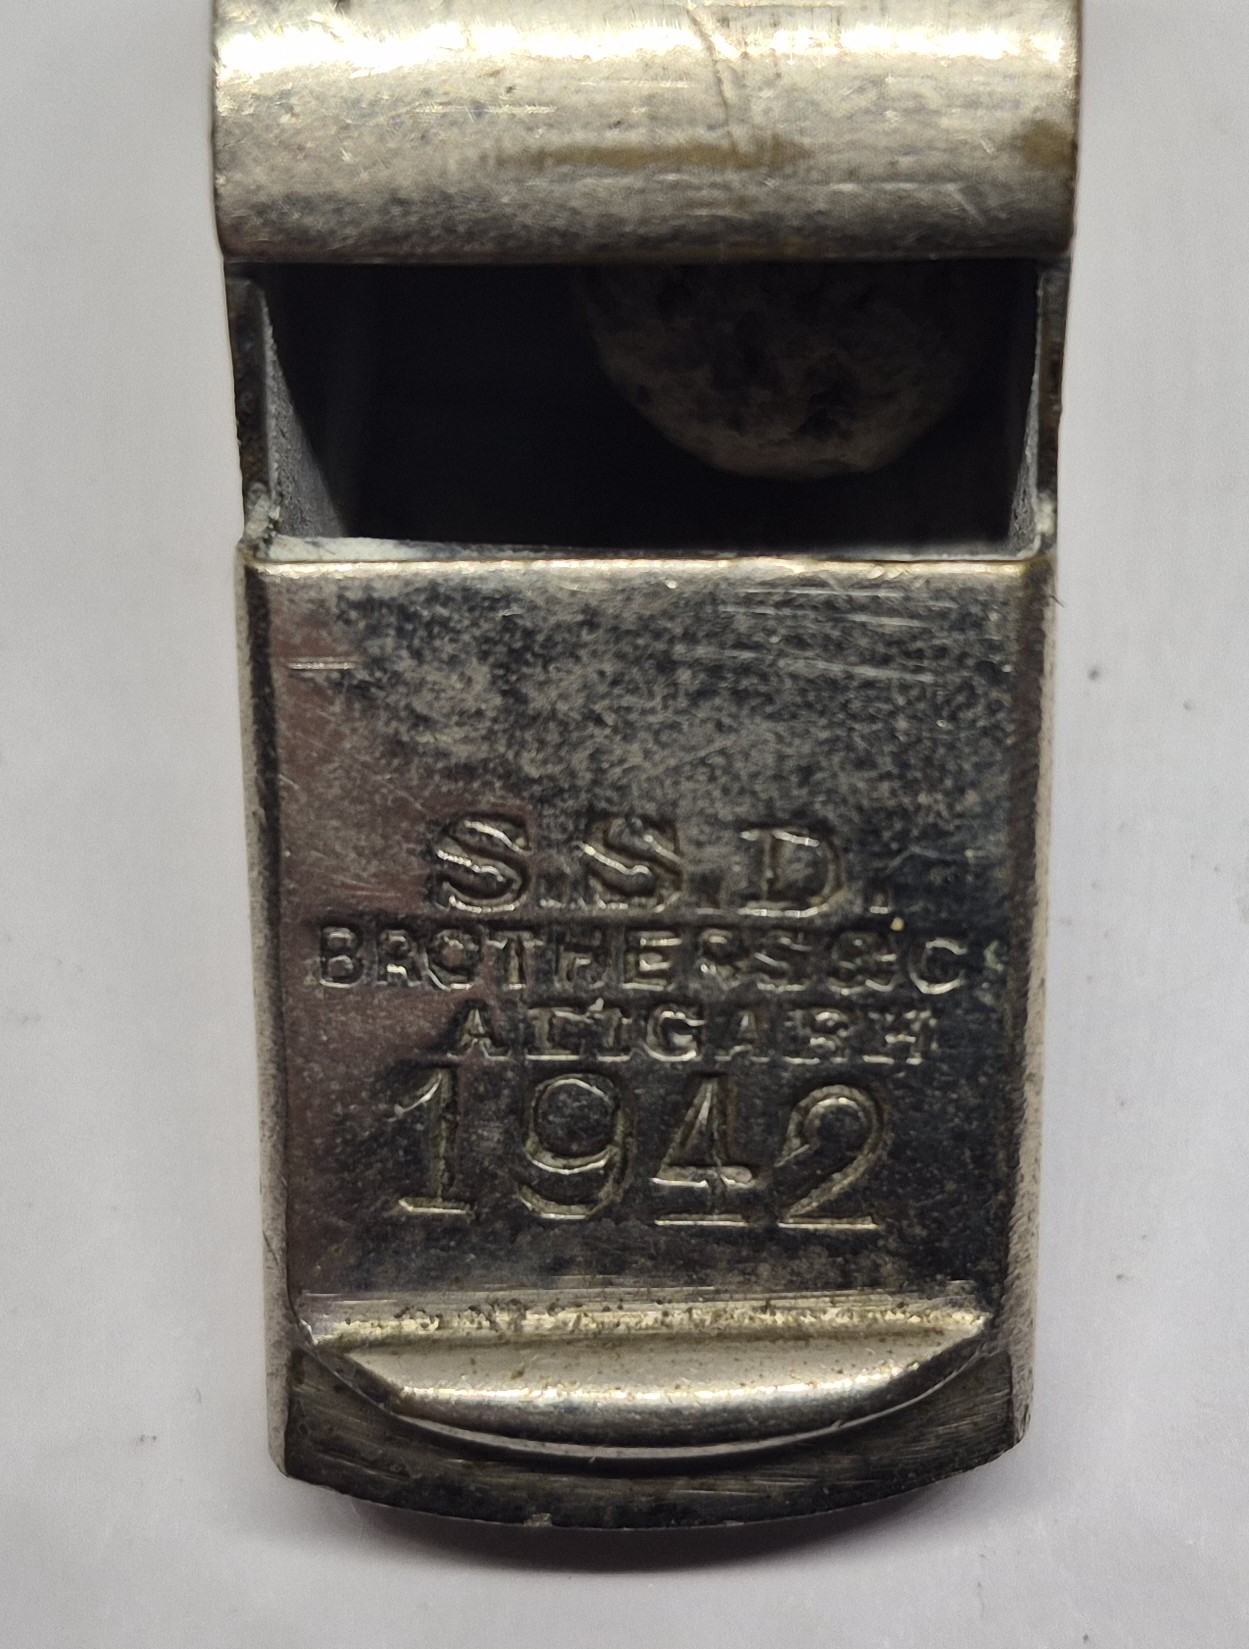 S.S.D.
BROTHERS&C
ALIGARH
1942